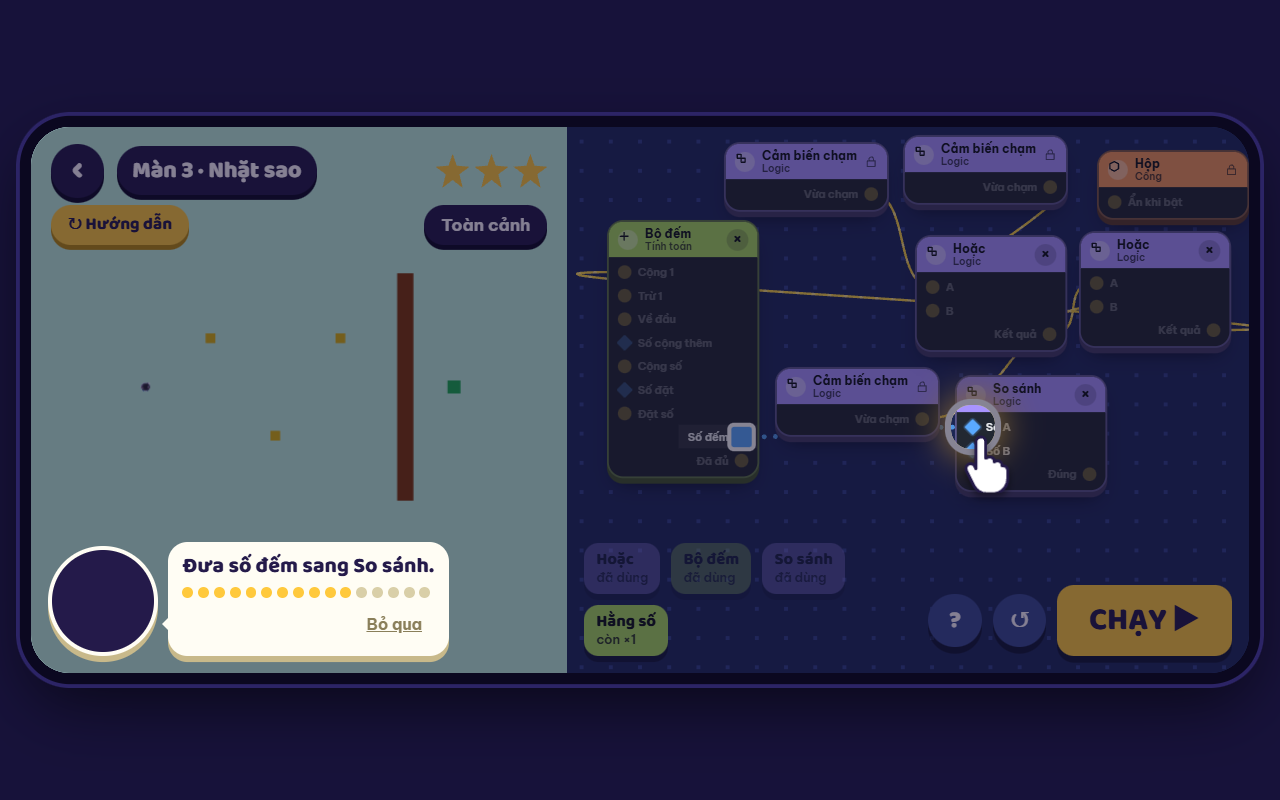 Màn 3 • Nhặt sao
↻ Hướng dẫn
Toàn cảnh
Đưa số đếm sang So sánh.
Bỏ qua
Cảm biến chạm
Logic
Vừa chạm
Cảm biến chạm
Logic
Vừa chạm
Hộp
Cổng
Ẩn khi bật
Bộ đếm
Tính toán
Cộng 1
Trừ 1
Về đầu
Số cộng thêm
Cộng số
Số đặt
Đặt số
Số đếm
Đã đủ
Hoặc
Logic
A
B
Kết quả
Hoặc
Logic
A
B
Kết quả
Cảm biến chạm
Logic
Vừa chạm
So sánh
Logic
Số A
Số B
Đúng
Hoặc
đã dùng
Bộ đếm
đã dùng
So sánh
đã dùng
Hằng số
còn ×1
?
↺
CHẠY ▶